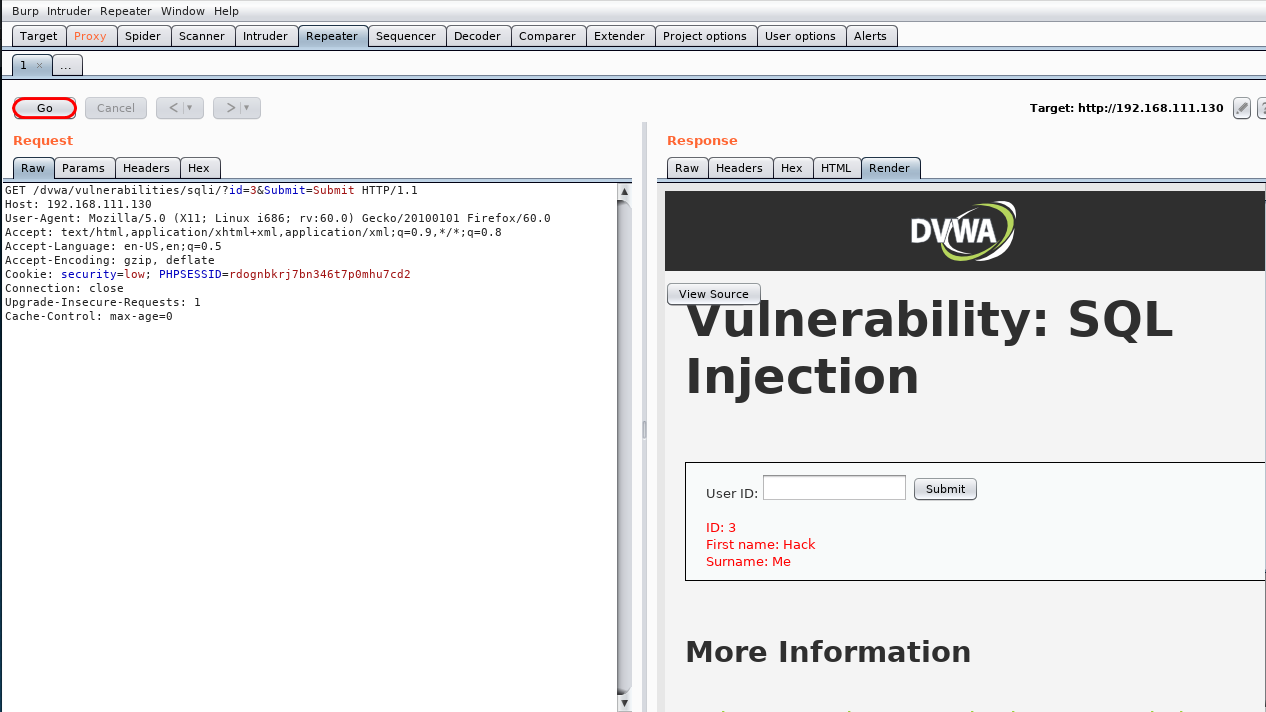 Burp Intruder Repeater Window Help
Target Proxy Spider Scanner Intruder Repeater Sequencer Decoder Comparer Extender Project options User options Alerts
1 × ...
Go Cancel < > Target: http://192.168.111.130 ?
Request
Raw Params Headers Hex
GET /dvwa/vulnerabilities/sqli/?id=3&Submit=Submit HTTP/1.1
Host: 192.168.111.130
User-Agent: Mozilla/5.0 (X11; Linux i686; rv:60.0) Gecko/20100101 Firefox/60.0
Accept: text/html,application/xhtml+xml,application/xml;q=0.9,*/*;q=0.8
Accept-Language: en-US,en;q=0.5
Accept-Encoding: gzip, deflate
Cookie: security=low; PHPSESSID=rdognbkrj7bn346t7p0mhu7cd2
Connection: close
Upgrade-Insecure-Requests: 1
Cache-Control: max-age=0
Response
Raw Headers Hex HTML Render
DVWA
View Source
Vulnerability: SQL
Injection
User ID: Submit
ID: 3
First name: Hack
Surname: Me
More Information